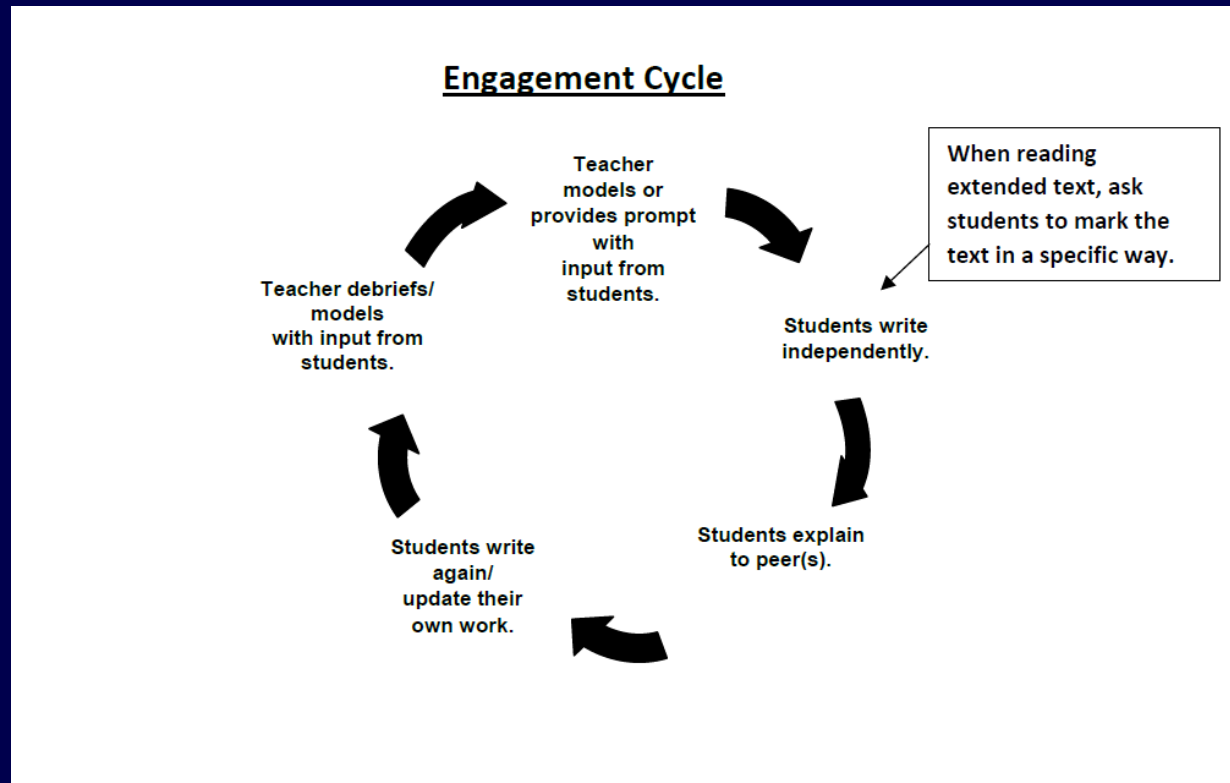 Engagement Cycle
Teacher
models or
provides prompt
with
input from
students.
When reading
extended text, ask
students to mark the
text in a specific way.
Students write
independently.
Students explain
to peer(s).
Students write
again/
update their
own work.
Teacher debriefs/
models
with input from
students.